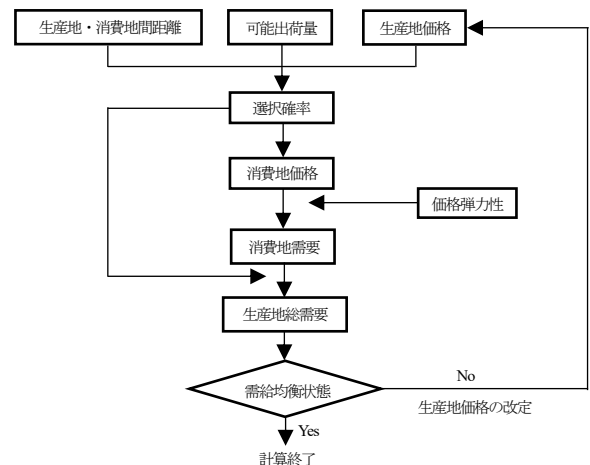 生産地・消費地間距離
可能出荷量
生産地価格
選択確率
消費地価格
価格弾力性
消費地需要
生産地総需要
需給均衡状態
No
生産地価格の改定
Yes
計算終了